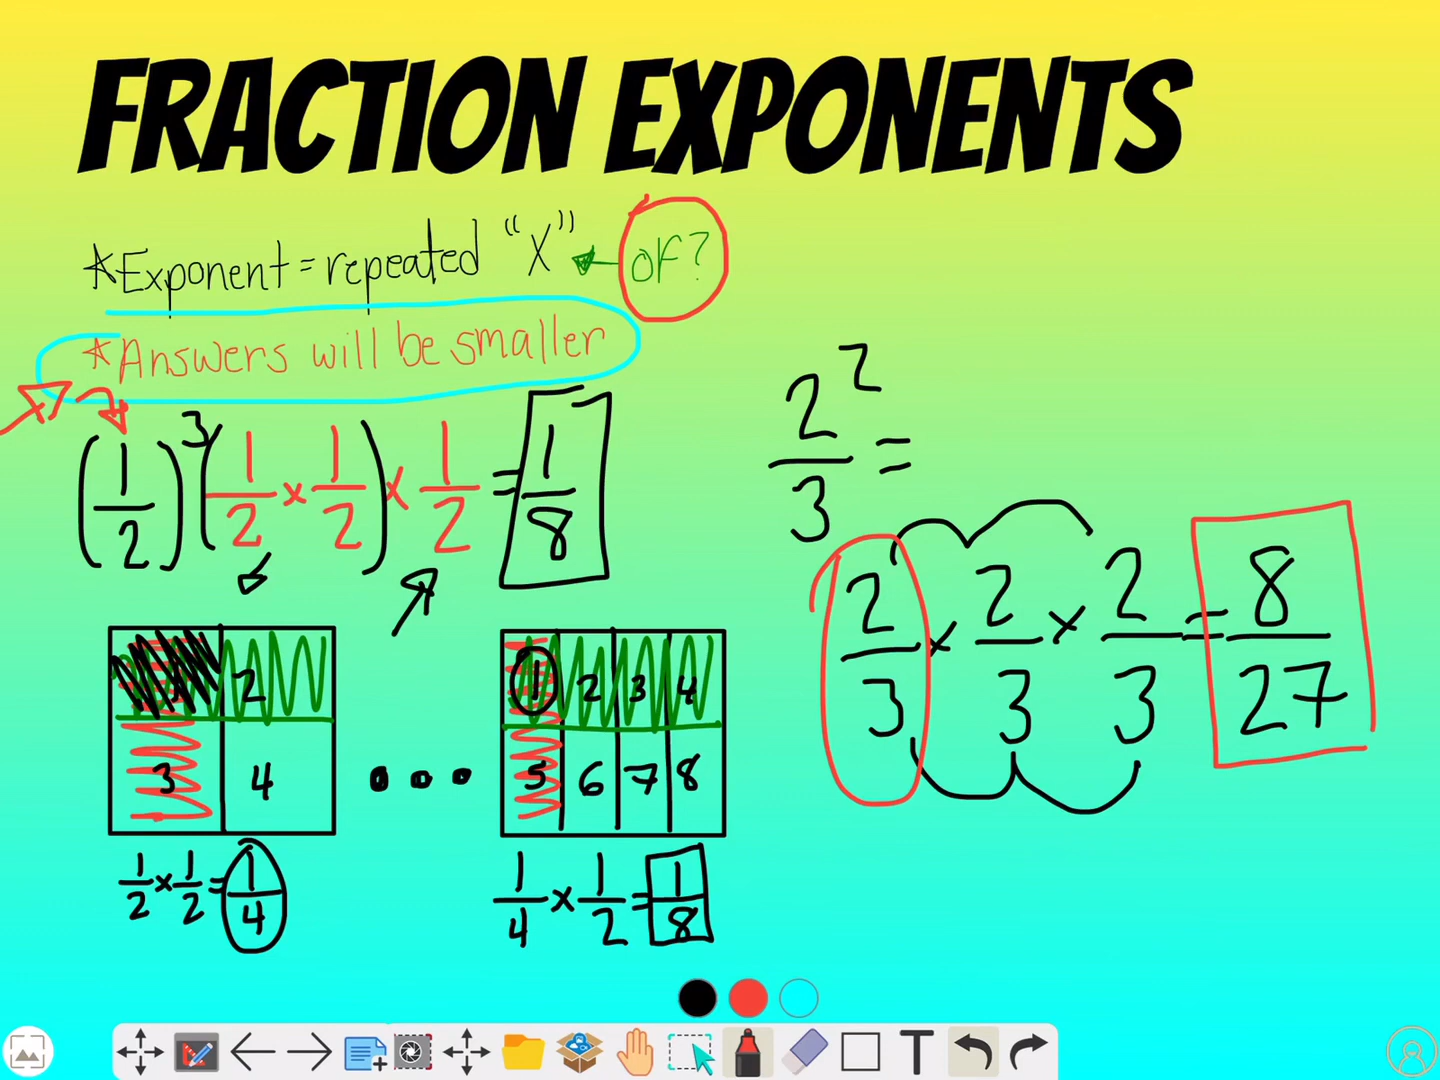 FRACTION EXPONENTS
*Exponent = repeated "X" ← of?
*Answers will be smaller
(1/2)³ (1/2 × 1/2) × 1/2 = 1/8
1 2
3 4
1/2 × 1/2 = 1/4
1 2 3 4
5 6 7 8
1/4 × 1/2 = 1/8
2²/3 =
2/3 × 2/3 × 2/3 = 8/27
T